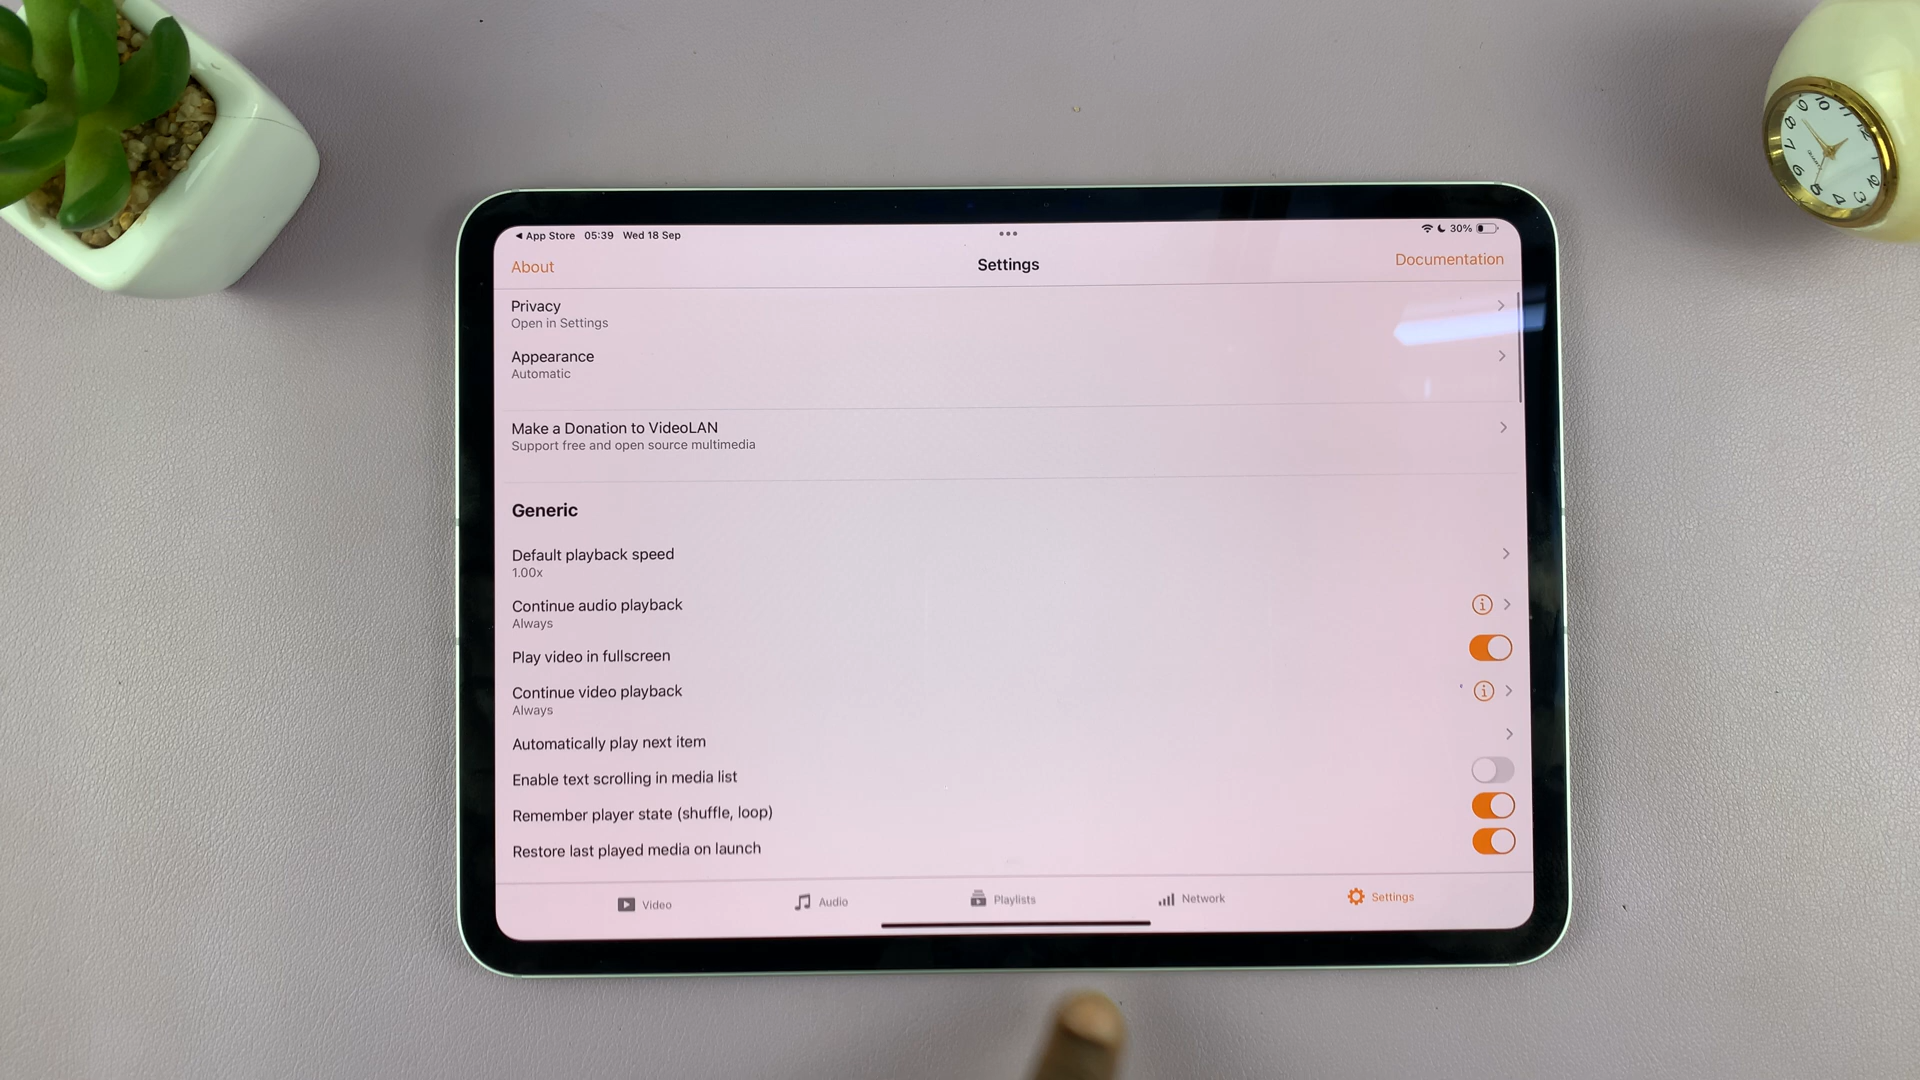 ◀ App Store 05:39 Wed 18 Sep
30%
About
Settings
Documentation
Privacy
Open in Settings
Appearance
Automatic
Make a Donation to VideoLAN
Support free and open source multimedia
Generic
Default playback speed
1.00x
Continue audio playback
Always
Play video in fullscreen
Continue video playback
Always
Automatically play next item
Enable text scrolling in media list
Remember player state (shuffle, loop)
Restore last played media on launch
Video
Audio
Playlists
Network
Settings